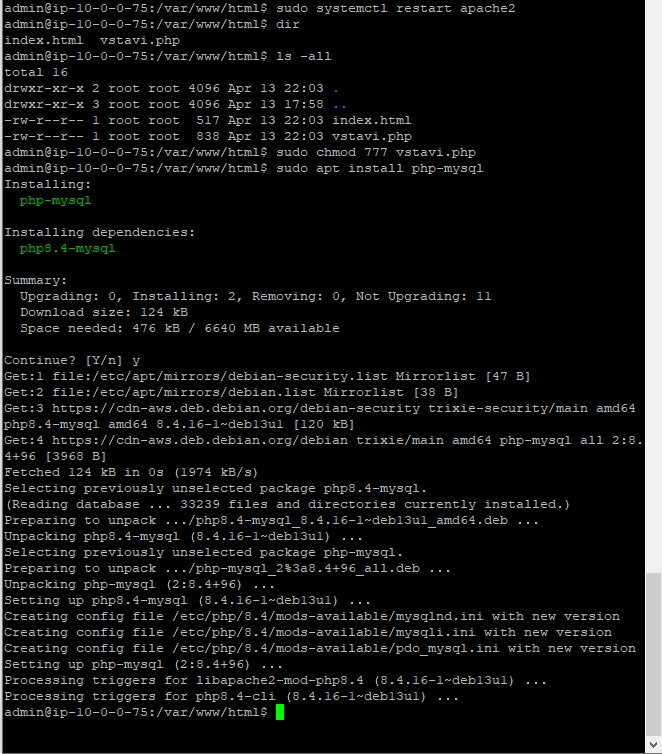 admin@ip-10-0-0-75:/var/www/html$ sudo systemctl restart apache2
admin@ip-10-0-0-75:/var/www/html$ dir
index.html  vstavi.php
admin@ip-10-0-0-75:/var/www/html$ ls -all
total 16
drwxr-xr-x 2 root root 4096 Apr 13 22:03 .
drwxr-xr-x 3 root root 4096 Apr 13 17:58 ..
-rw-r--r-- 1 root root  517 Apr 13 22:03 index.html
-rw-r--r-- 1 root root  838 Apr 13 22:03 vstavi.php
admin@ip-10-0-0-75:/var/www/html$ sudo chmod 777 vstavi.php
admin@ip-10-0-0-75:/var/www/html$ sudo apt install php-mysql
Installing:
  php-mysql

Installing dependencies:
  php8.4-mysql

Summary:
  Upgrading: 0, Installing: 2, Removing: 0, Not Upgrading: 11
  Download size: 124 kB
  Space needed: 476 kB / 6640 MB available

Continue? [Y/n] y
Get:1 file:/etc/apt/mirrors/debian-security.list Mirrorlist [47 B]
Get:2 file:/etc/apt/mirrors/debian.list Mirrorlist [38 B]
Get:3 https://cdn-aws.deb.debian.org/debian-security trixie-security/main amd64
php8.4-mysql amd64 8.4.16-1~deb13u1 [120 kB]
Get:4 https://cdn-aws.deb.debian.org/debian trixie/main amd64 php-mysql all 2:8.
4+96 [3968 B]
Fetched 124 kB in 0s (1974 kB/s)
Selecting previously unselected package php8.4-mysql.
(Reading database ... 33239 files and directories currently installed.)
Preparing to unpack .../php8.4-mysql_8.4.16-1~deb13u1_amd64.deb ...
Unpacking php8.4-mysql (8.4.16-1~deb13u1) ...
Selecting previously unselected package php-mysql.
Preparing to unpack .../php-mysql_2%3a8.4+96_all.deb ...
Unpacking php-mysql (2:8.4+96) ...
Setting up php8.4-mysql (8.4.16-1~deb13u1) ...
Creating config file /etc/php/8.4/mods-available/mysqlnd.ini with new version
Creating config file /etc/php/8.4/mods-available/mysqli.ini with new version
Creating config file /etc/php/8.4/mods-available/pdo_mysql.ini with new version
Setting up php-mysql (2:8.4+96) ...
Processing triggers for libapache2-mod-php8.4 (8.4.16-1~deb13u1) ...
Processing triggers for php8.4-cli (8.4.16-1~deb13u1) ...
admin@ip-10-0-0-75:/var/www/html$